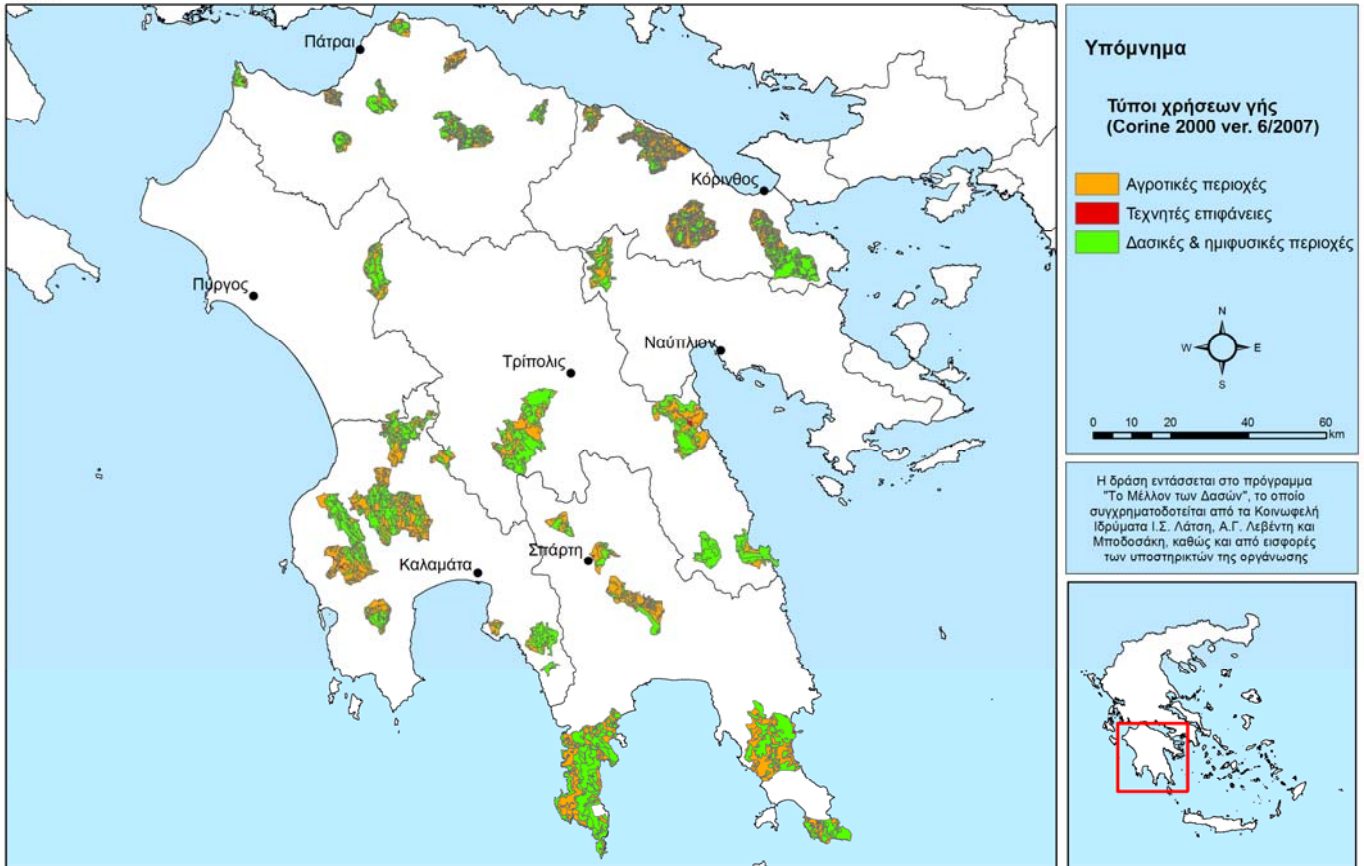 Πάτραι
Κόρινθος
Πύργος
Ναύπλιον
Τρίπολις
Σπάρτη
Καλαμάτα
Υπόμνημα
Τύποι χρήσεων γής
(Corine 2000 ver. 6/2007)
Αγροτικές περιοχές
Τεχνητές επιφάνειες
Δασικές & ημιφυσικές περιοχές
N
W E
S
0 20 40 60
km
Η δράση εντάσσεται στο πρόγραμμα
"Το Μέλλον των Δασών", το οποίο
συγχρηματοδοτείται από τα Κοινωφελή
Ιδρύματα Ι.Σ. Λάτση, Α.Γ. Λεβέντη και
Μποδοσάκη, καθώς και από εισφορές
των υποστηρικτών της οργάνωσης